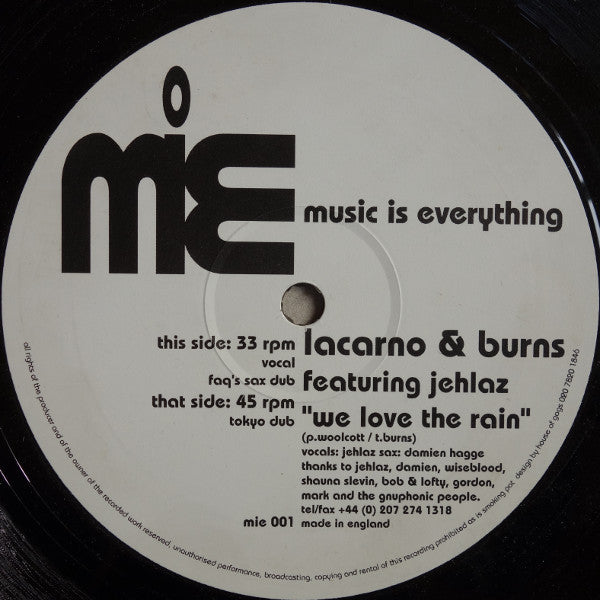 mie
music is everything
this side: 33 rpm
vocal
faq's sax dub
that side: 45 rpm
tokyo dub
mie 001
lacarno & burns
featuring jehlaz
"we love the rain"
(p.woolcott / t.burns)
vocals: jehlaz sax: damien hagge
thanks to jehlaz, damien, wiseblood,
shauna slevin, bob & lofty, gordon,
mark and the gnuphonic people.
tel/fax +44 (0) 207 274 1318
made in england
all rights of the producer and of the owner of the recorded work reserved, unauthorised performance, broadcasting, copying and rental of this recording prohibited as is smoking pot. design by house of gogs 020 7820 1846